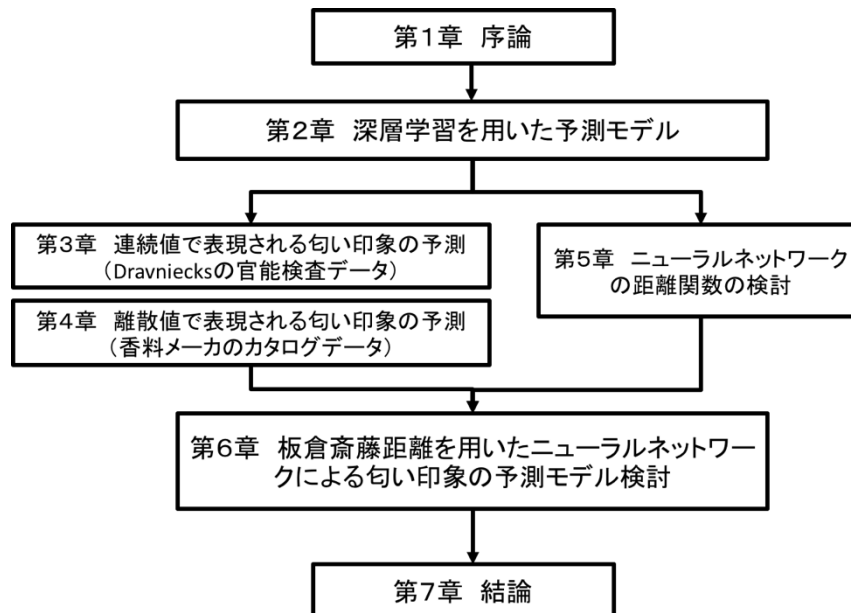 第1章 序論
第2章 深層学習を用いた予測モデル
第3章 連続値で表現される匂い印象の予測
(Dravniecksの官能検査データ)
第4章 離散値で表現される匂い印象の予測
(香料メーカのカタログデータ)
第5章 ニューラルネットワーク
の距離関数の検討
第6章 板倉斎藤距離を用いたニューラルネットワー
クによる匂い印象の予測モデル検討
第7章 結論